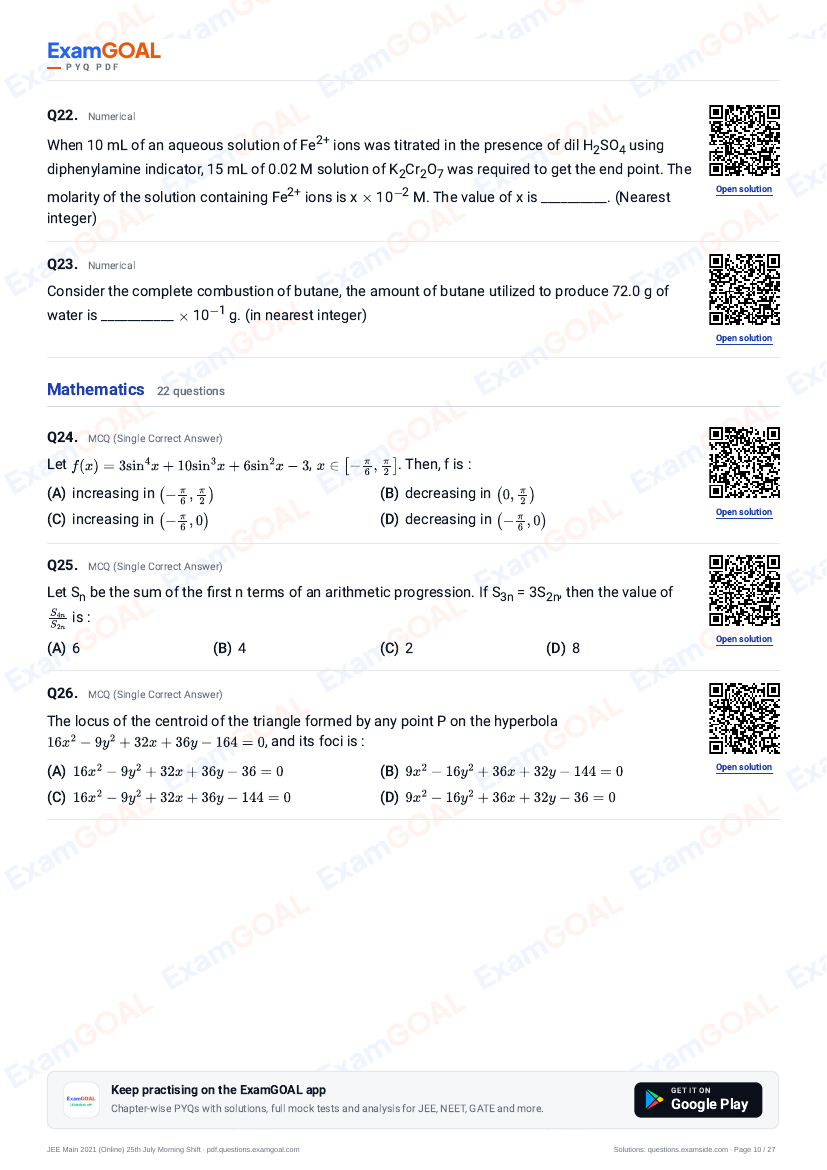 ExamGOAL
PYQ PDF
Q22. Numerical
When 10 mL of an aqueous solution of Fe²⁺ ions was titrated in the presence of dil H₂SO₄ using
diphenylamine indicator, 15 mL of 0.02 M solution of K₂Cr₂O₇ was required to get the end point. The
molarity of the solution containing Fe²⁺ ions is x × 10⁻² M. The value of x is __________. (Nearest
integer)
Open solution
Q23. Numerical
Consider the complete combustion of butane, the amount of butane utilized to produce 72.0 g of
water is ___________ × 10⁻¹ g. (in nearest integer)
Open solution
Mathematics 22 questions
Q24. MCQ (Single Correct Answer)
Let f(x) = 3sin⁴x + 10sin³x + 6sin²x − 3, x ∈ [−π/6, π/2]. Then, f is :
(A) increasing in (−π/6, π/2) (B) decreasing in (0, π/2)
(C) increasing in (−π/6, 0) (D) decreasing in (−π/6, 0)
Open solution
Q25. MCQ (Single Correct Answer)
Let Sₙ be the sum of the first n terms of an arithmetic progression. If S₃ₙ = 3S₂ₙ, then the value of
S₄ₙ/S₂ₙ is :
(A) 6 (B) 4 (C) 2 (D) 8
Open solution
Q26. MCQ (Single Correct Answer)
The locus of the centroid of the triangle formed by any point P on the hyperbola
16x² − 9y² + 32x + 36y − 164 = 0, and its foci is :
(A) 16x² − 9y² + 32x + 36y − 36 = 0 (B) 9x² − 16y² + 36x + 32y − 144 = 0
(C) 16x² − 9y² + 32x + 36y − 144 = 0 (D) 9x² − 16y² + 36x + 32y − 36 = 0
Open solution
ExamGOAL
Keep practising on the ExamGOAL app
Chapter-wise PYQs with solutions, full mock tests and analysis for JEE, NEET, GATE and more.
GET IT ON
Google Play
JEE Main 2021 (Online) 25th July Morning Shift · pdf.questions.examgoal.com Solutions: questions.examside.com · Page 10 / 27